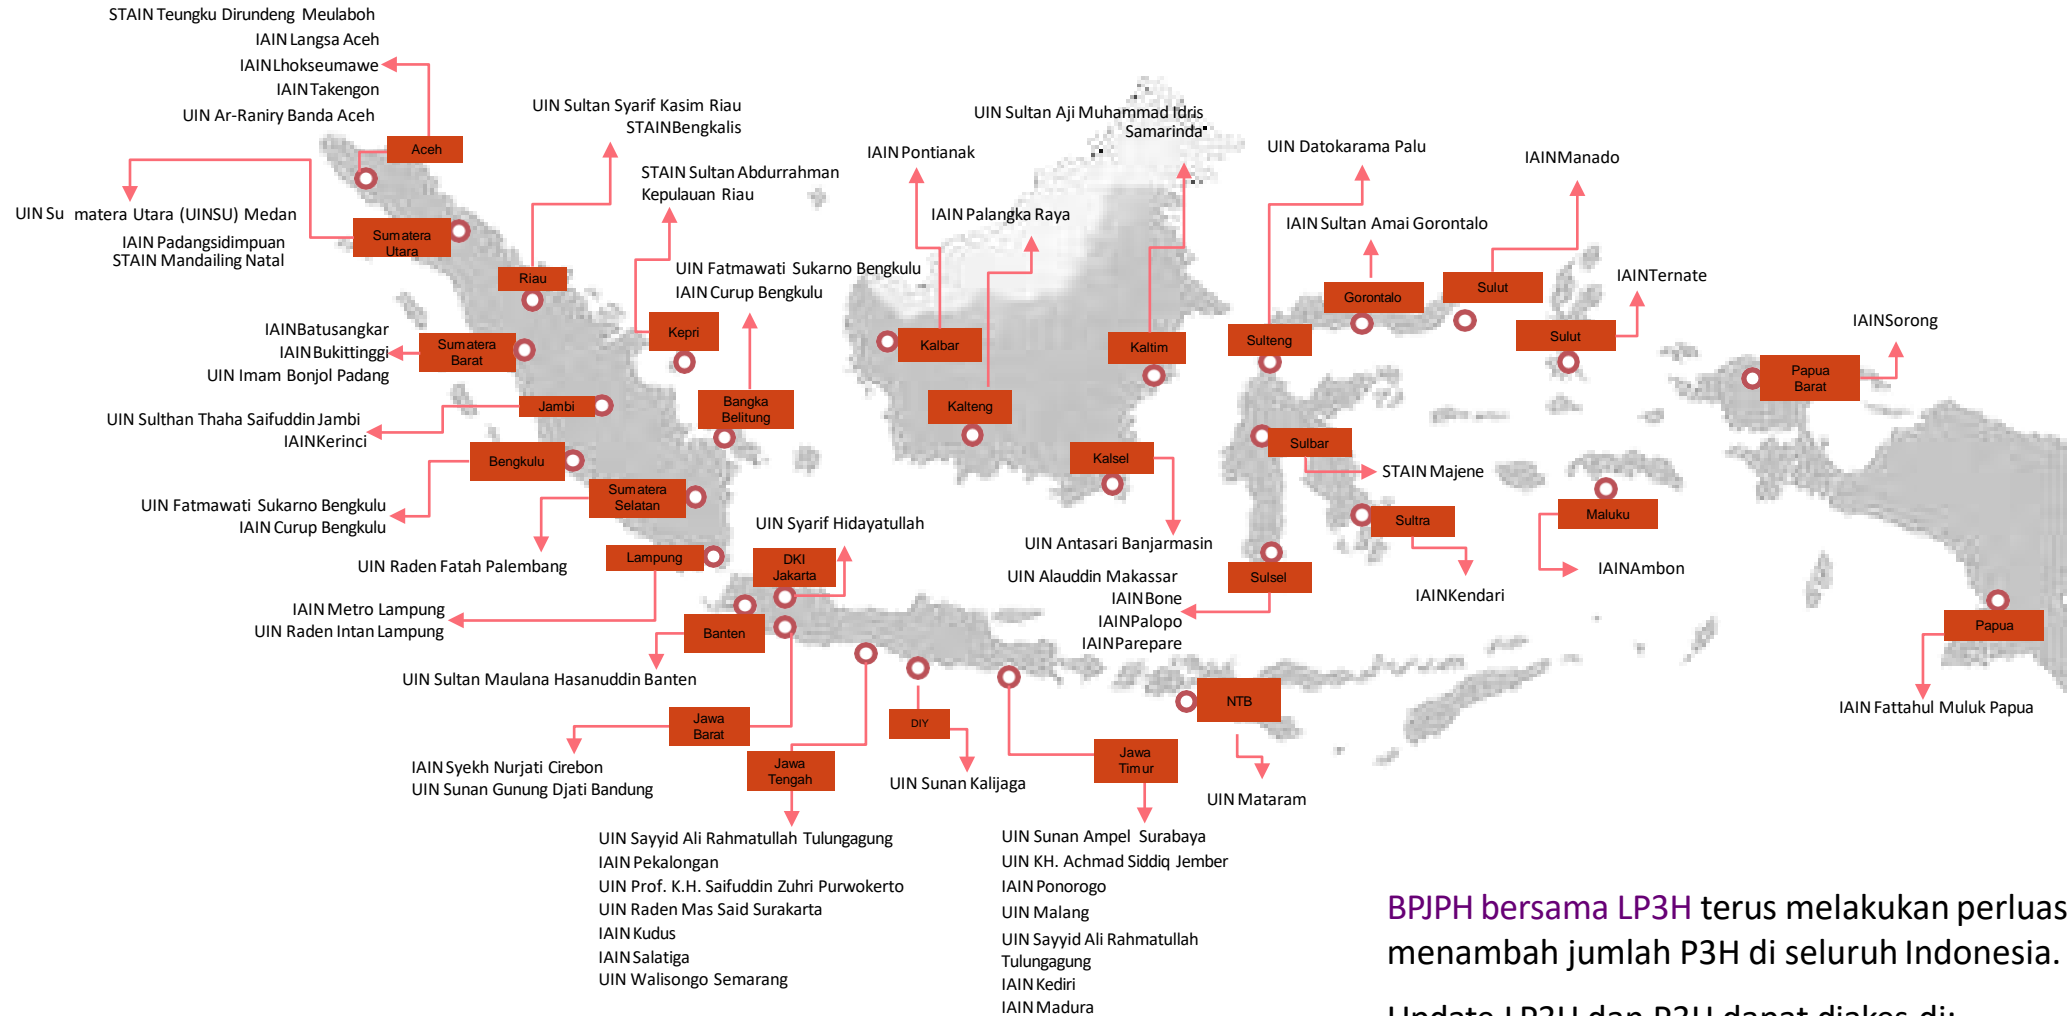 STAIN Teungku Dirundeng Meulaboh
IAIN Langsa Aceh
IAIN Lhokseumawe
IAIN Takengon
UIN Ar-Raniry Banda Aceh
Aceh
UIN Su matera Utara (UINSU) Medan
IAIN Padangsidimpuan
STAIN Mandailing Natal
Sumatera
Utara
UIN Sultan Syarif Kasim Riau
STAIN Bengkalis
Riau
STAIN Sultan Abdurrahman
Kepulauan Riau
Kepri
UIN Fatmawati Sukarno Bengkulu
IAIN Curup Bengkulu
Bangka
Belitung
IAIN Batusangkar
IAIN Bukittinggi
UIN Imam Bonjol Padang
Sumatera
Barat
UIN Sulthan Thaha Saifuddin Jambi
IAIN Kerinci
Jambi
Bengkulu
UIN Fatmawati Sukarno Bengkulu
IAIN Curup Bengkulu
Sumatera
Selatan
UIN Raden Fatah Palembang
Lampung
IAIN Metro Lampung
UIN Raden Intan Lampung
UIN Syarif Hidayatullah
DKI
Jakarta
Banten
UIN Sultan Maulana Hasanuddin Banten
Jawa
Barat
IAIN Syekh Nurjati Cirebon
UIN Sunan Gunung Djati Bandung
Jawa
Tengah
UIN Sayyid Ali Rahmatullah Tulungagung
IAIN Pekalongan
UIN Prof. K.H. Saifuddin Zuhri Purwokerto
UIN Raden Mas Said Surakarta
IAIN Kudus
IAIN Salatiga
UIN Walisongo Semarang
DIY
UIN Sunan Kalijaga
Jawa
Timur
UIN Sunan Ampel Surabaya
UIN KH. Achmad Siddiq Jember
IAIN Ponorogo
UIN Malang
UIN Sayyid Ali Rahmatullah
Tulungagung
IAIN Kediri
IAIN Madura
NTB
UIN Mataram
IAIN Pontianak
Kalbar
IAIN Palangka Raya
Kalteng
UIN Sultan Aji Muhammad Idris
Samarinda
Kaltim
Kalsel
UIN Antasari Banjarmasin
UIN Datokarama Palu
Sulteng
IAIN Sultan Amai Gorontalo
Gorontalo
IAIN Manado
Sulut
IAIN Ternate
Sulut
Sulbar
STAIN Majene
Sultra
IAIN Kendari
Sulsel
UIN Alauddin Makassar
IAIN Bone
IAIN Palopo
IAIN Parepare
Maluku
IAIN Ambon
IAIN Sorong
Papua
Barat
Papua
IAIN Fattahul Muluk Papua
BPJPH bersama LP3H terus melakukan perluas
menambah jumlah P3H di seluruh Indonesia.
Update LP3H dan P3H dapat diakes di: